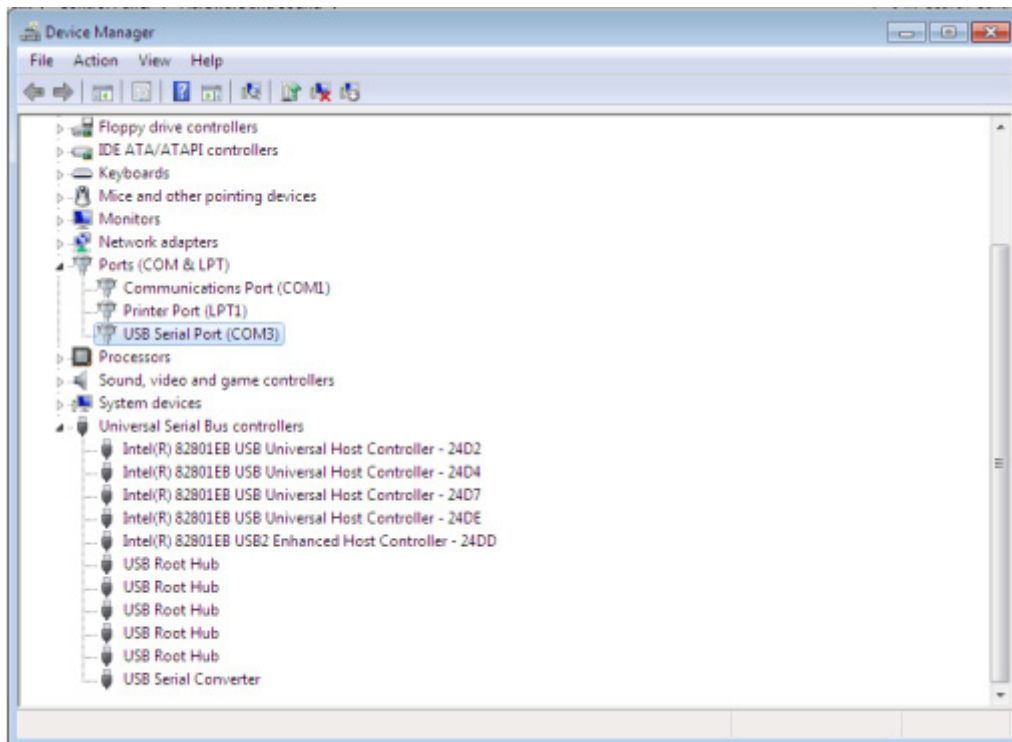 Device Manager
File Action View Help
Floppy drive controllers
IDE ATA/ATAPI controllers
Keyboards
Mice and other pointing devices
Monitors
Network adapters
Ports (COM & LPT)
Communications Port (COM1)
Printer Port (LPT1)
USB Serial Port (COM3)
Processors
Sound, video and game controllers
System devices
Universal Serial Bus controllers
Intel(R) 82801EB USB Universal Host Controller - 24D2
Intel(R) 82801EB USB Universal Host Controller - 24D4
Intel(R) 82801EB USB Universal Host Controller - 24D7
Intel(R) 82801EB USB Universal Host Controller - 24DE
Intel(R) 82801EB USB2 Enhanced Host Controller - 24DD
USB Root Hub
USB Root Hub
USB Root Hub
USB Root Hub
USB Root Hub
USB Serial Converter